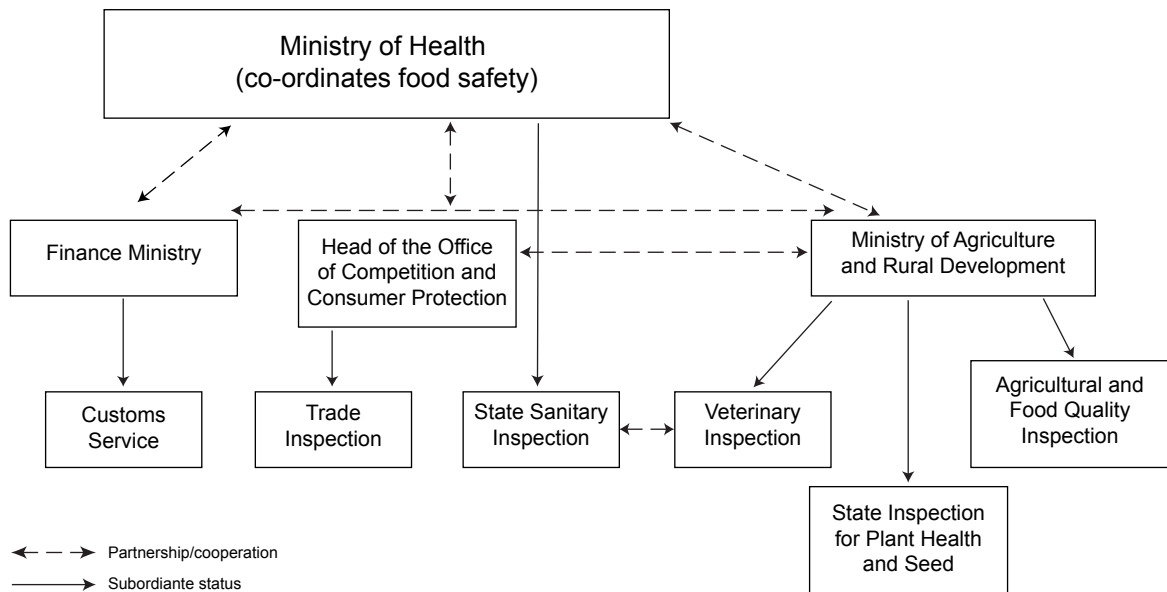 Ministry of Health
(co-ordinates food safety)
Finance Ministry
Head of the Office
of Competition and
Consumer Protection
Ministry of Agriculture
and Rural Development
Customs
Service
Trade
Inspection
State Sanitary
Inspection
Veterinary
Inspection
Agricultural and
Food Quality
Inspection
State Inspection
for Plant Health
and Seed
Partnership/cooperation
Subordiante status